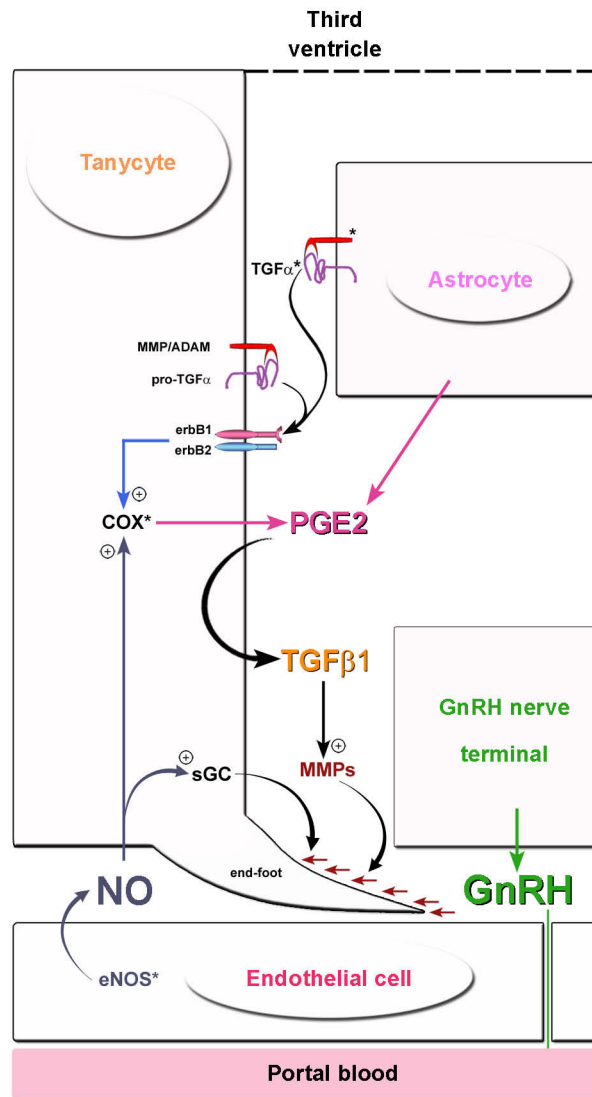 Third
ventricle
Tanycyte
*
TGFα*
Astrocyte
MMP/ADAM
pro-TGFα
erbB1
erbB2
+
COX*
+
PGE2
TGFβ1
GnRH nerve
terminal
+
+
sGC
MMPs
end-foot
NO
GnRH
eNOS*
Endothelial cell
Portal blood